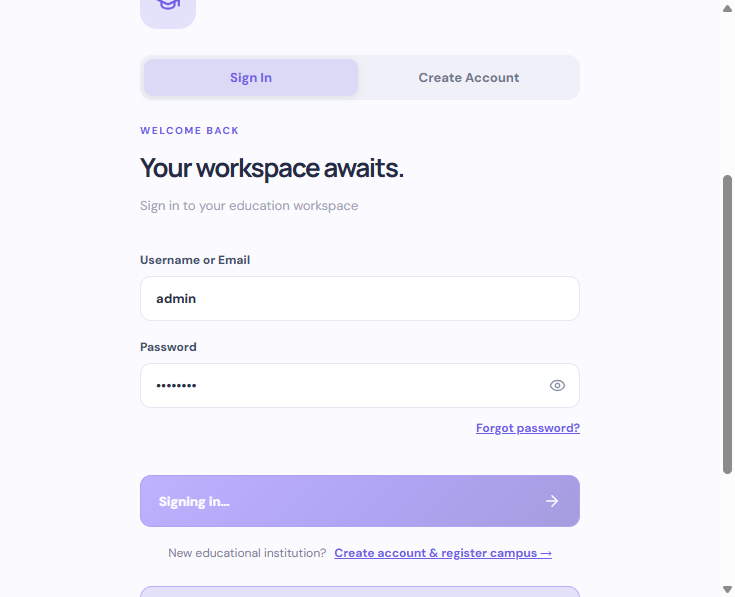 Sign In
Create Account
WELCOME BACK
Your workspace awaits.
Sign in to your education workspace
Username or Email
admin
Password
••••••••
Forgot password?
Signing in...
New educational institution? Create account & register campus →